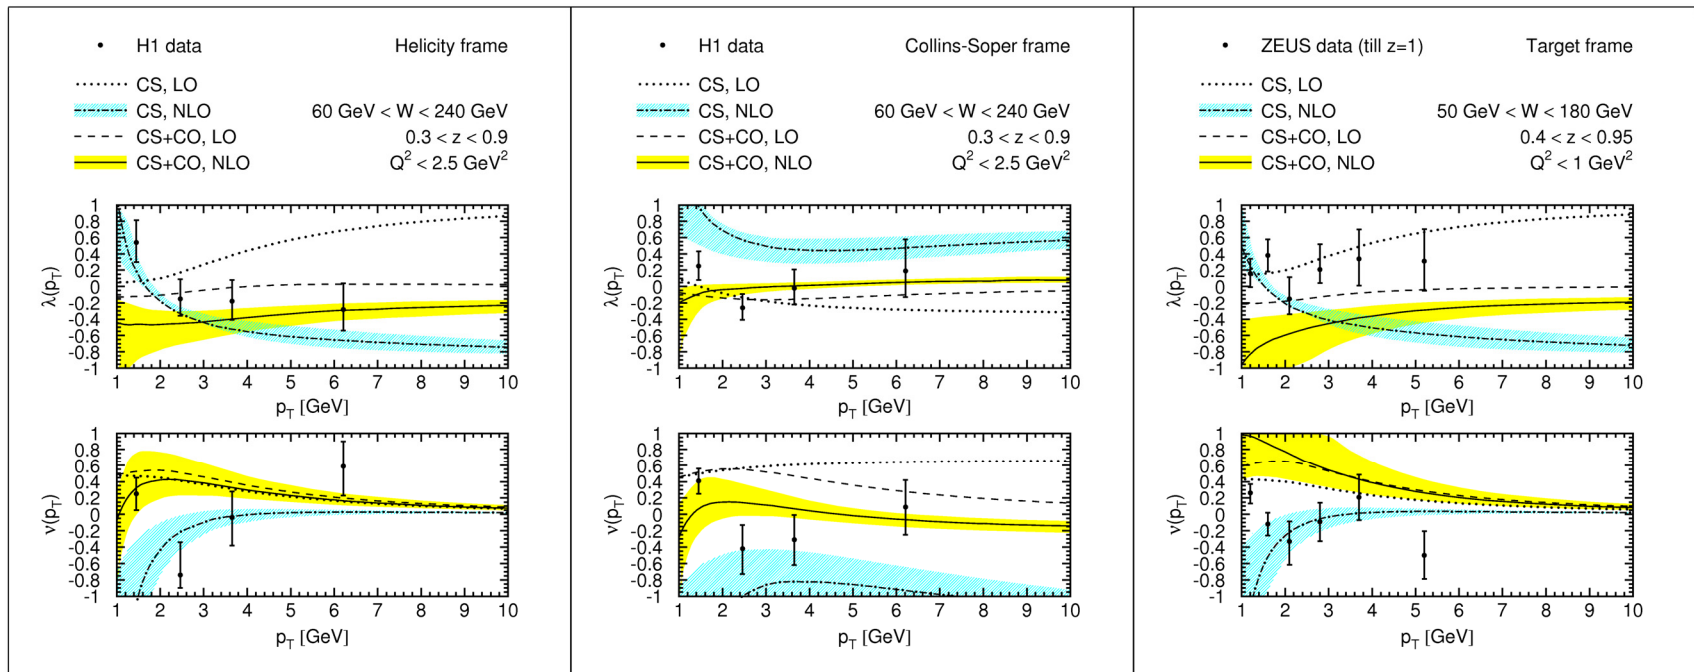 H1 data Helicity frame
CS, LO
CS, NLO 60 GeV < W < 240 GeV
CS+CO, LO 0.3 < z < 0.9
CS+CO, NLO Q² < 2.5 GeV²
1
0.8
0.6
0.4
0.2
0
-0.2
-0.4
-0.6
-0.8
-1
λ(pT)
1 2 3 4 5 6 7 8 9 10
pT [GeV]
1
0.8
0.6
0.4
0.2
0
-0.2
-0.4
-0.6
-0.8
-1
ν(pT)
1 2 3 4 5 6 7 8 9 10
pT [GeV]
H1 data Collins-Soper frame
CS, LO
CS, NLO 60 GeV < W < 240 GeV
CS+CO, LO 0.3 < z < 0.9
CS+CO, NLO Q² < 2.5 GeV²
1
0.8
0.6
0.4
0.2
0
-0.2
-0.4
-0.6
-0.8
-1
λ(pT)
1 2 3 4 5 6 7 8 9 10
pT [GeV]
1
0.8
0.6
0.4
0.2
0
-0.2
-0.4
-0.6
-0.8
-1
ν(pT)
1 2 3 4 5 6 7 8 9 10
pT [GeV]
ZEUS data (till z=1) Target frame
CS, LO
CS, NLO 50 GeV < W < 180 GeV
CS+CO, LO 0.4 < z < 0.95
CS+CO, NLO Q² < 1 GeV²
1
0.8
0.6
0.4
0.2
0
-0.2
-0.4
-0.6
-0.8
-1
λ(pT)
1 2 3 4 5 6 7 8 9 10
pT [GeV]
1
0.8
0.6
0.4
0.2
0
-0.2
-0.4
-0.6
-0.8
-1
ν(pT)
1 2 3 4 5 6 7 8 9 10
pT [GeV]